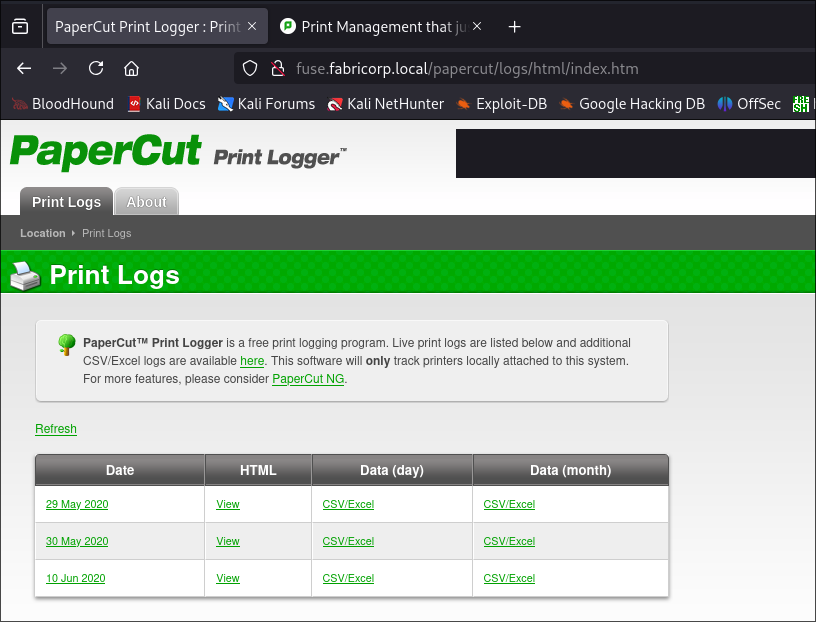 PaperCut Print Logger : Print
Print Management that ju
fuse.fabricorp.local/papercut/logs/html/index.htm
BloodHound Kali Docs Kali Forums Kali NetHunter Exploit-DB Google Hacking DB OffSec
PaperCut Print Logger™
Print Logs About
Location Print Logs
Print Logs
PaperCut™ Print Logger is a free print logging program. Live print logs are listed below and additional
CSV/Excel logs are available here. This software will only track printers locally attached to this system.
For more features, please consider PaperCut NG.
Refresh
Date HTML Data (day) Data (month)
29 May 2020 View CSV/Excel CSV/Excel
30 May 2020 View CSV/Excel CSV/Excel
10 Jun 2020 View CSV/Excel CSV/Excel